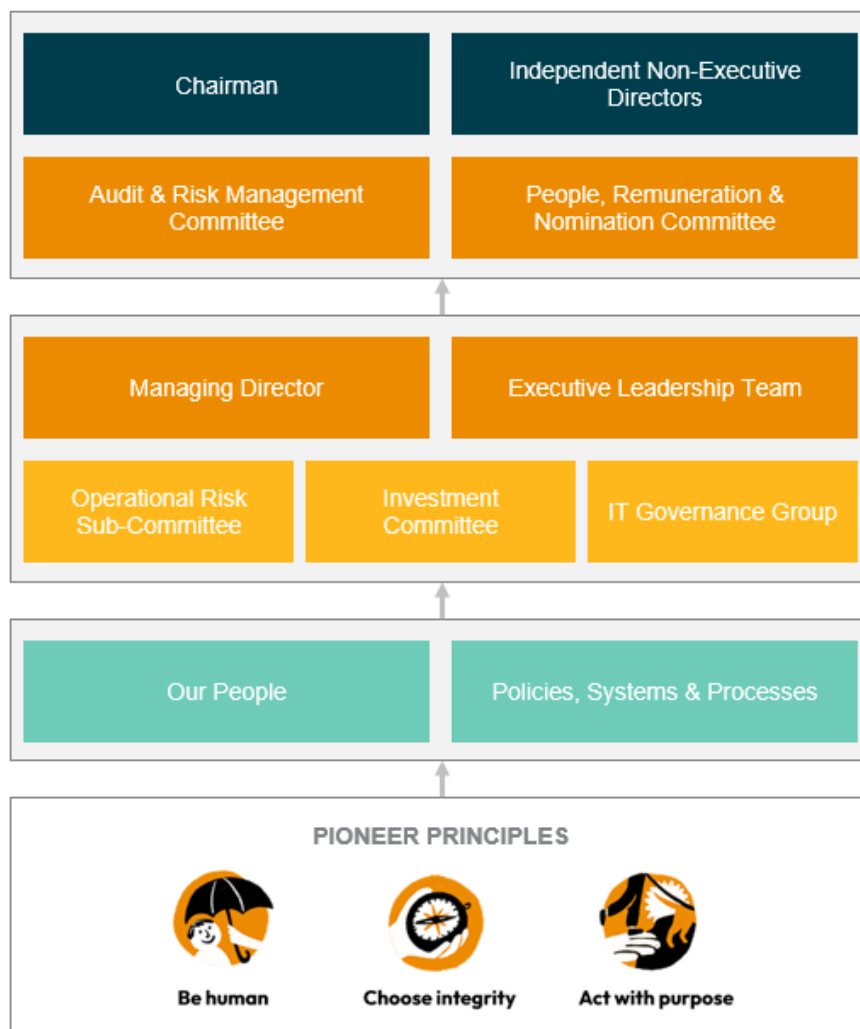 Chairman
Independent Non-Executive
Directors
Audit & Risk Management
Committee
People, Remuneration &
Nomination Committee
Managing Director
Executive Leadership Team
Operational Risk
Sub-Committee
Investment
Committee
IT Governance Group
Our People
Policies, Systems & Processes
PIONEER PRINCIPLES
Be human
Choose integrity
Act with purpose